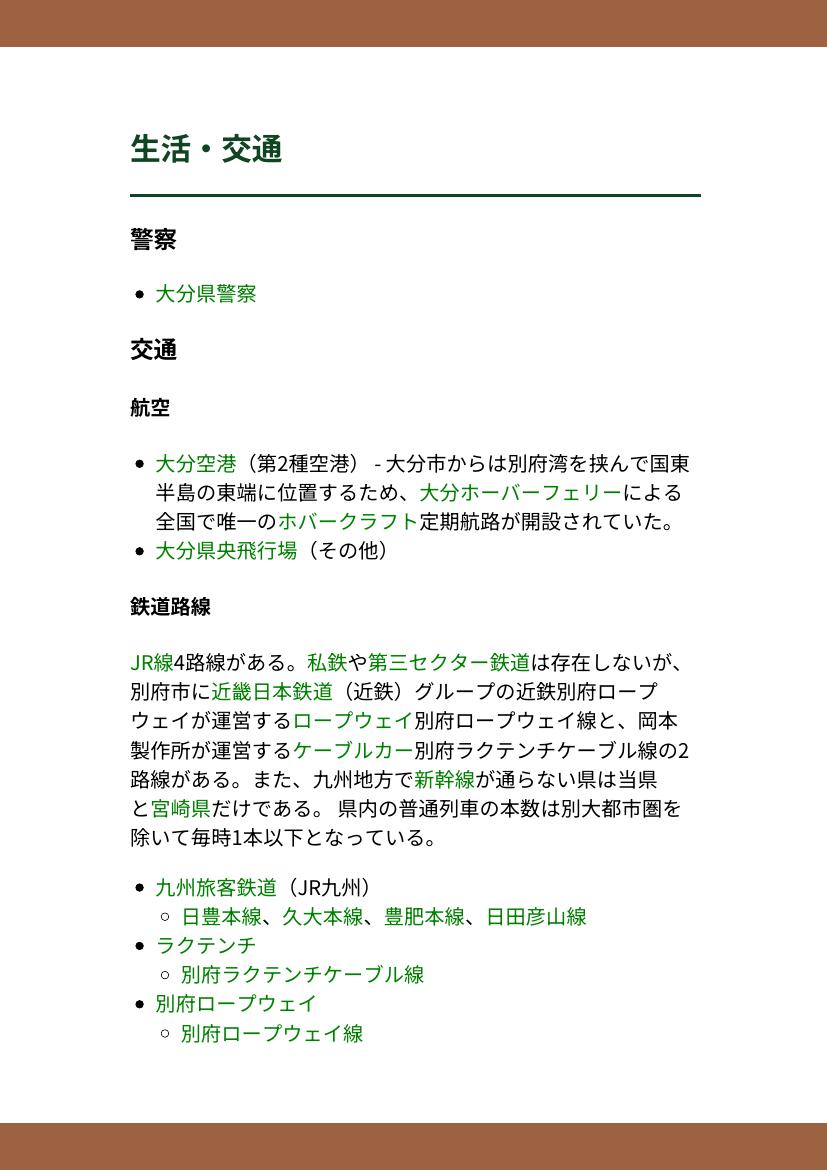 生活・交通
警察
• 大分県警察
交通
航空
• 大分空港（第2種空港） - 大分市からは別府湾を挟んで国東
半島の東端に位置するため、大分ホーバーフェリーによる
全国で唯一のホバークラフト定期航路が開設されていた。
• 大分県央飛行場（その他）
鉄道路線
JR線4路線がある。私鉄や第三セクター鉄道は存在しないが、
別府市に近畿日本鉄道（近鉄）グループの近鉄別府ロープ
ウェイが運営するロープウェイ別府ロープウェイ線と、岡本
製作所が運営するケーブルカー別府ラクテンチケーブル線の2
路線がある。また、九州地方で新幹線が通らない県は当県
と宮崎県だけである。 県内の普通列車の本数は別大都市圏を
除いて毎時1本以下となっている。
• 九州旅客鉄道（JR九州）
◦ 日豊本線、久大本線、豊肥本線、日田彦山線
• ラクテンチ
◦ 別府ラクテンチケーブル線
• 別府ロープウェイ
◦ 別府ロープウェイ線